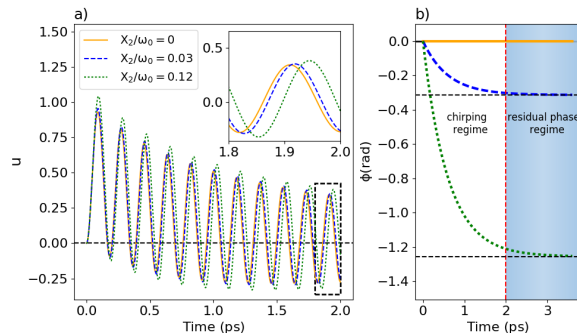 a)
X₂/ω₀ = 0
X₂/ω₀ = 0.03
X₂/ω₀ = 0.12
u
1.50
1.25
1.00
0.75
0.50
0.25
0.00
−0.25
0.0
0.5
1.0
1.5
2.0
Time (ps)
0.4
0.0
1.8
1.9
2.0
b)
ϕ(rad)
0.0
−0.2
−0.4
−0.6
−0.8
−1.0
−1.2
−1.4
chirping
regime
residual phase
regime
0
1
2
3
Time (ps)